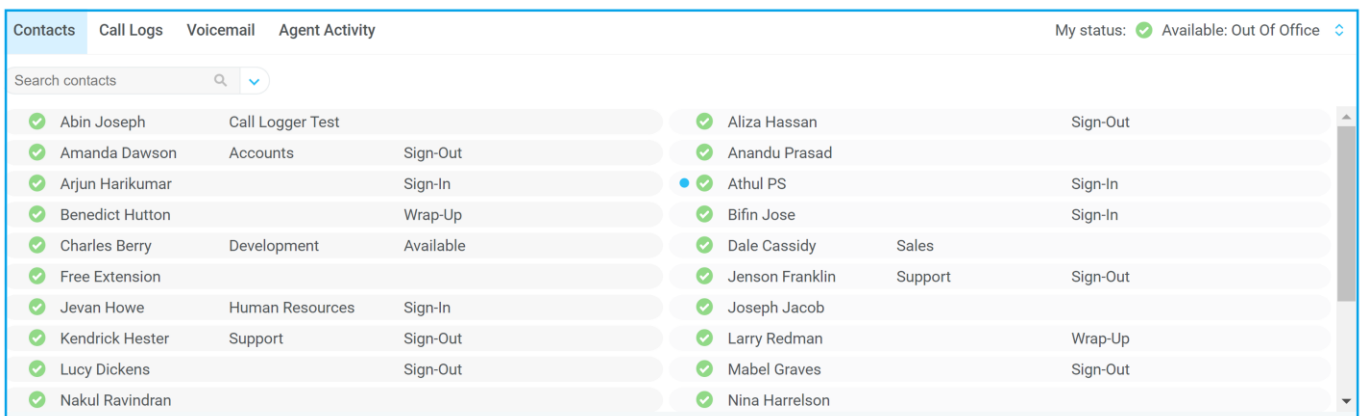 Contacts Call Logs Voicemail Agent Activity My status: Available: Out Of Office
Search contacts
Abin Joseph Call Logger Test Aliza Hassan Sign-Out
Amanda Dawson Accounts Sign-Out Anandu Prasad
Arjun Harikumar Sign-In Athul PS Sign-In
Benedict Hutton Wrap-Up Bifin Jose Sign-In
Charles Berry Development Available Dale Cassidy Sales
Free Extension Jenson Franklin Support Sign-Out
Jevan Howe Human Resources Sign-In Joseph Jacob
Kendrick Hester Support Sign-Out Larry Redman Wrap-Up
Lucy Dickens Sign-Out Mabel Graves Sign-Out
Nakul Ravindran Nina Harrelson